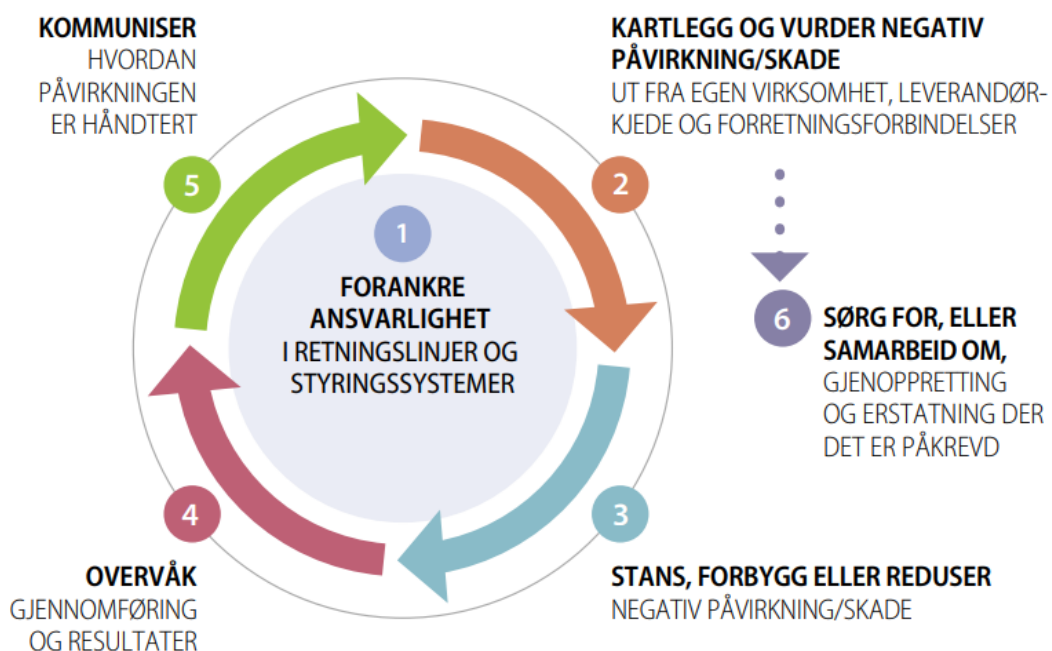 1
FORANKRE
ANSVARLIGHET
I RETNINGSLINJER OG
STYRINGSSYSTEMER
KARTLEGG OG VURDER NEGATIV
PÅVIRKNING/SKADE
UT FRA EGEN VIRKSOMHET, LEVERANDØR-
KJEDE OG FORRETNINGSFORBINDELSER
2
3
STANS, FORBYGG ELLER REDUSER
NEGATIV PÅVIRKNING/SKADE
4
OVERVÅK
GJENNOMFØRING
OG RESULTATER
KOMMUNISER
HVORDAN
PÅVIRKNINGEN
ER HÅNDTERT
5
6
SØRG FOR, ELLER
SAMARBEID OM,
GJENOPPRETTING
OG ERSTATNING DER
DET ER PÅKREVD